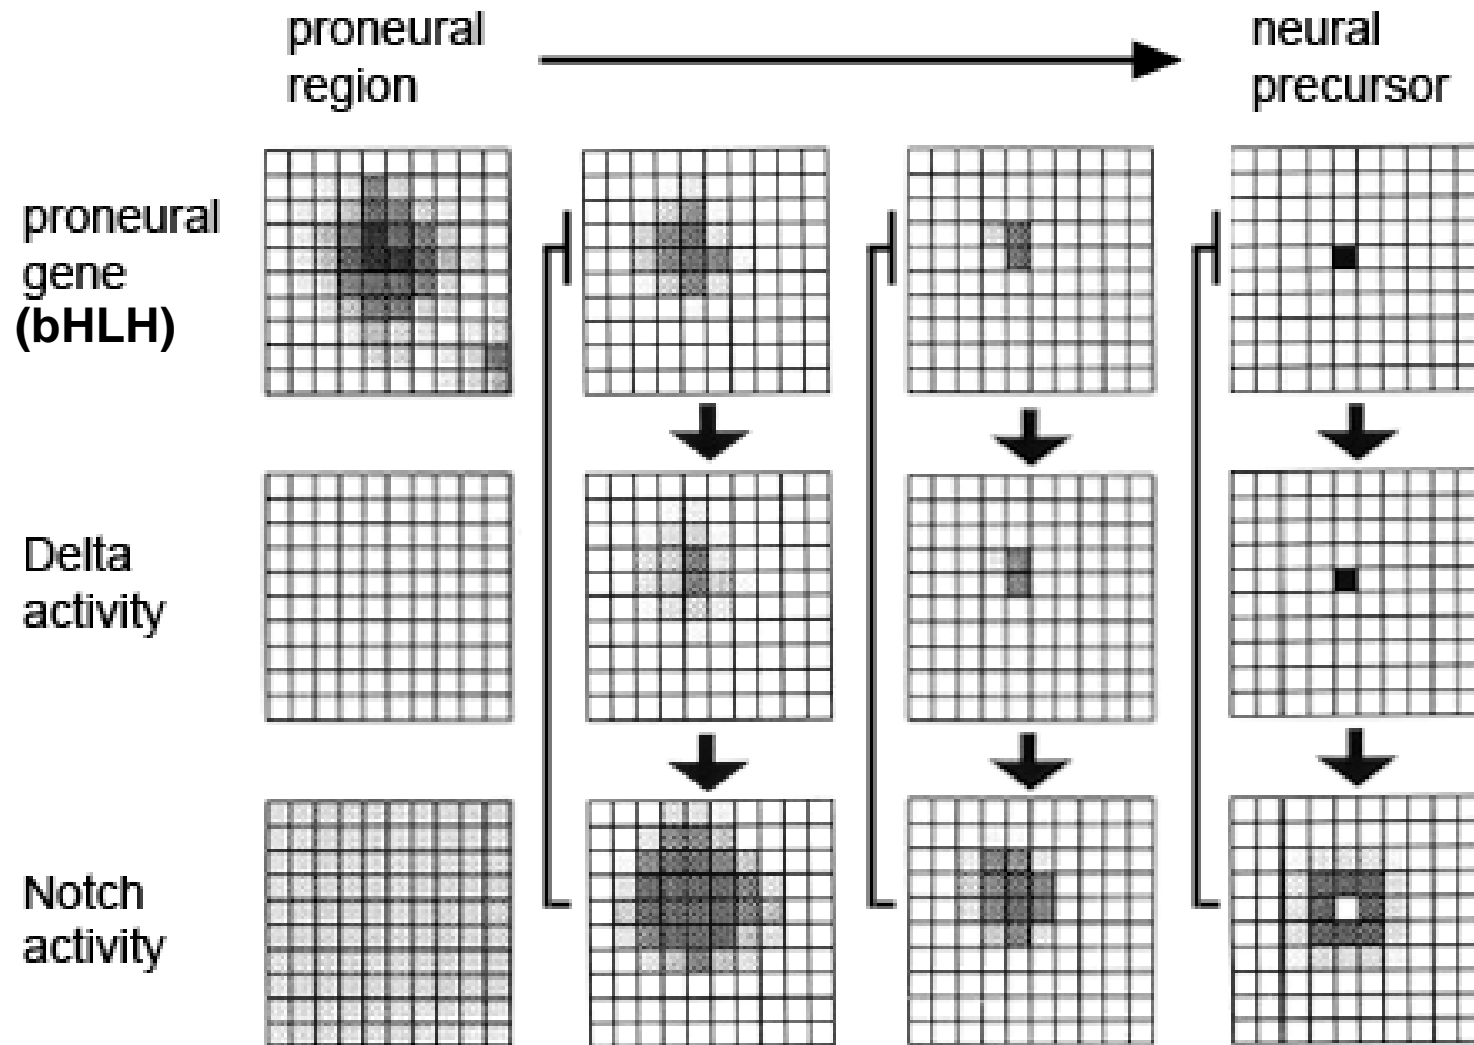 proneural
region
neural
precursor
proneural
gene
(bHLH)
Delta
activity
Notch
activity